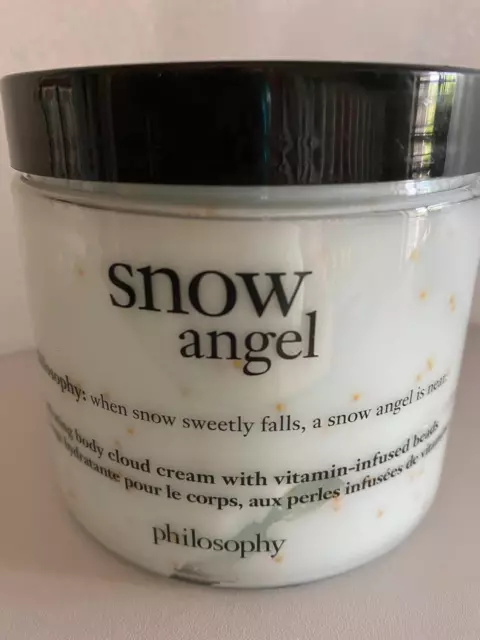 snow
angel
philosophy: when snow sweetly falls, a snow angel is near.
body cloud cream with vitamin-infused beads
hydratante pour le corps, aux perles infusées de
philosophy